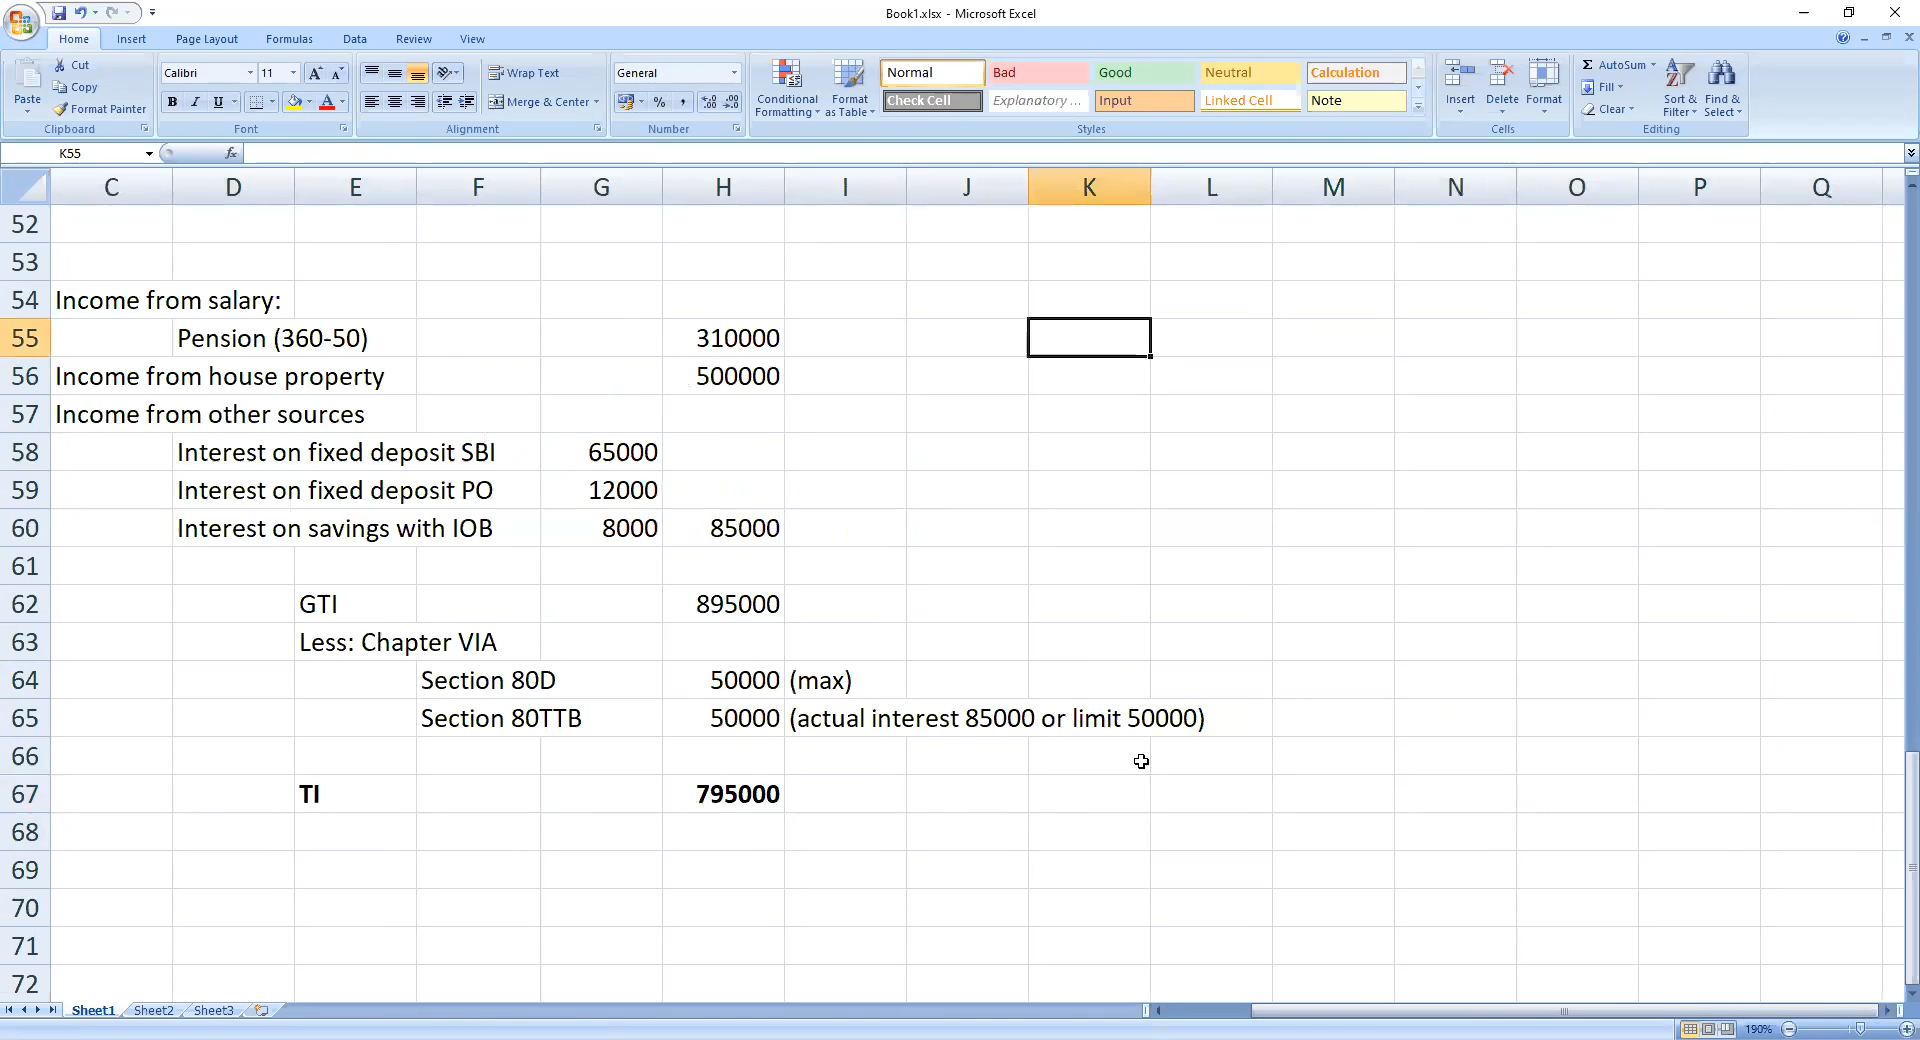 Book1.xlsx - Microsoft Excel
Home Insert Page Layout Formulas Data Review View
Paste
Cut
Copy
Format Painter
Clipboard
Calibri 11
B I U
Font
Wrap Text
Merge & Center
Alignment
General
% ,
Number
Conditional Formatting
Format as Table
Normal Bad Good Neutral Calculation
Check Cell Explanatory ... Input Linked Cell Note
Styles
Insert Delete Format
Cells
Σ AutoSum
Fill
Clear
Sort & Filter
Find & Select
Editing
K55 fx
C D E F G H I J K L M N O P Q
52
53
54 Income from salary:
55 Pension (360-50) 310000
56 Income from house property 500000
57 Income from other sources
58 Interest on fixed deposit SBI 65000
59 Interest on fixed deposit PO 12000
60 Interest on savings with IOB 8000 85000
61
62 GTI 895000
63 Less: Chapter VIA
64 Section 80D 50000 (max)
65 Section 80TTB 50000 (actual interest 85000 or limit 50000)
66
67 TI 795000
68
69
70
71
72
Sheet1 Sheet2 Sheet3
190%